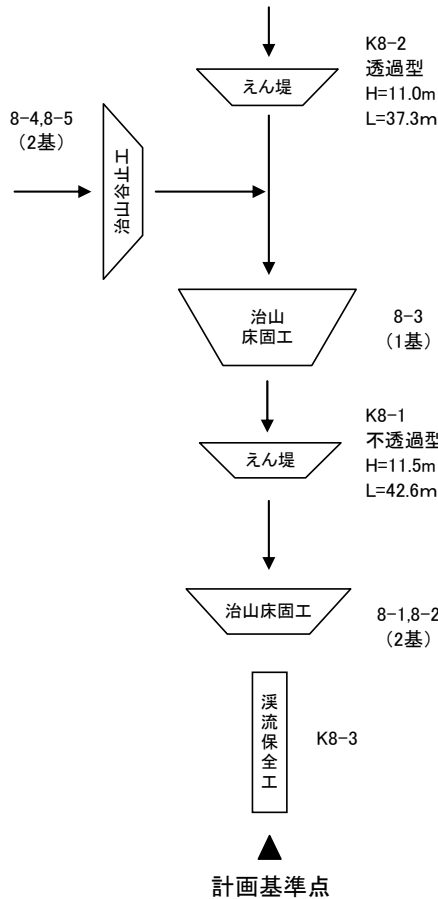 えん堤
K8-2
透過型
H=11.0m
L=37.3m
8-4,8-5
(2基)
治山谷止工
治山
床固工
8-3
(1基)
えん堤
K8-1
不透過型
H=11.5m
L=42.6m
治山床固工
8-1,8-2
(2基)
渓流保全工
K8-3
計画基準点